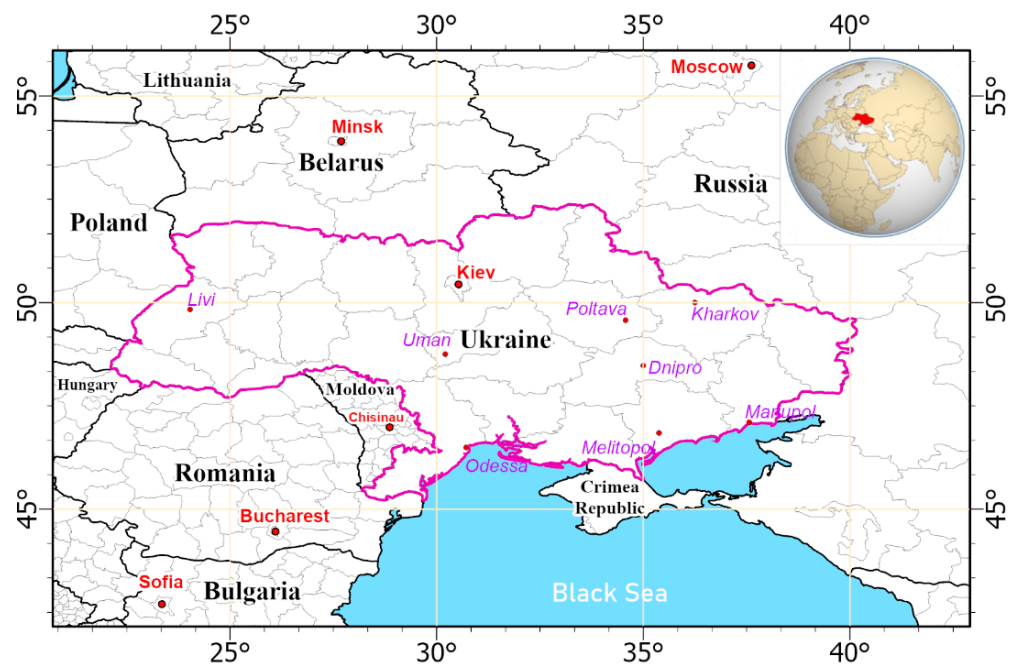 25°
30°
35°
40°
55°
55°
Moscow
Lithuania
Minsk
Belarus
Russia
Poland
Kiev
50°
50°
Livi
Poltava
Kharkov
Uman
Ukraine
Dnipro
Hungary
Moldova
Mariupol
Chisinau
Melitopol
Odessa
Romania
Crimea
Republic
45°
45°
Bucharest
Sofia
Bulgaria
Black Sea
25°
30°
35°
40°